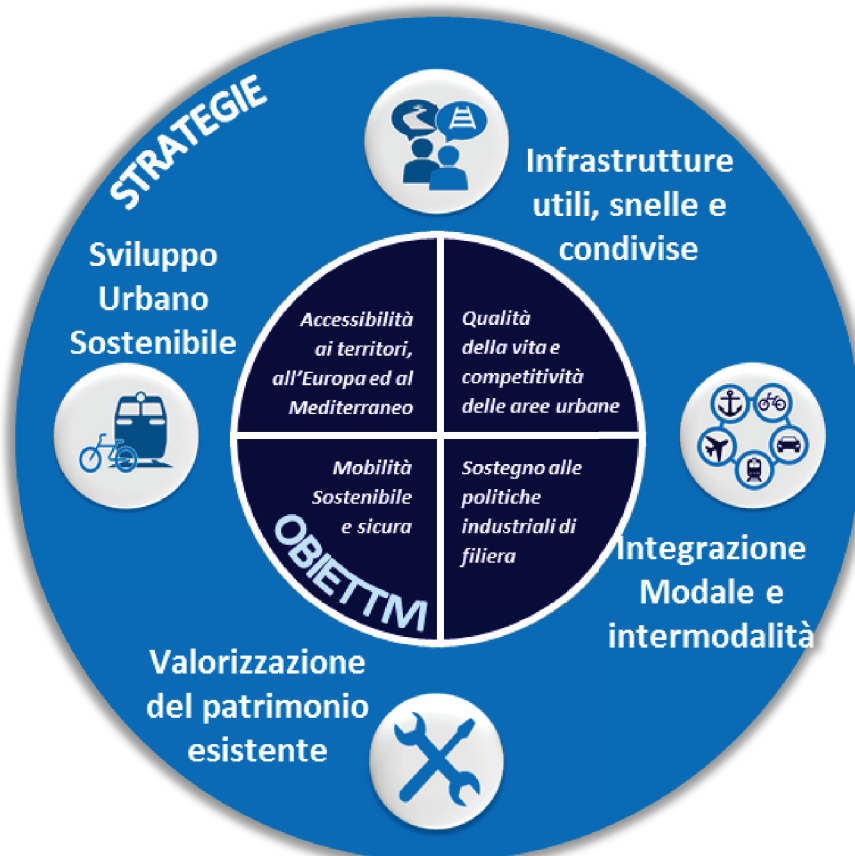 STRATEGIE
Infrastrutture
utili, snelle e
condivise
Sviluppo
Urbano
Sostenibile
Accessibilità
ai territori,
all'Europa ed al
Mediterraneo
Qualità
della vita e
competitività
delle aree urbane
Mobilità
Sostenibile
e sicura
Sostegno alle
politiche
industriali di
filiera
OBIETTM
Integrazione
Modale e
intermodalità
Valorizzazione
del patrimonio
esistente